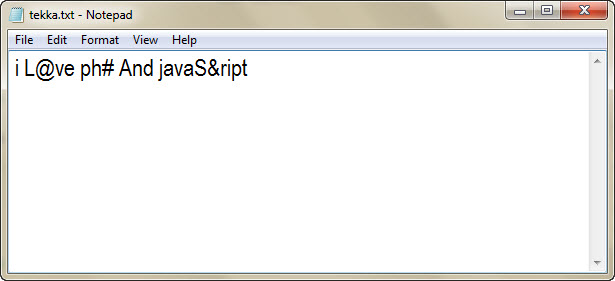 tekka.txt - Notepad
File Edit Format View Help
i L@ve ph# And javaS&ript